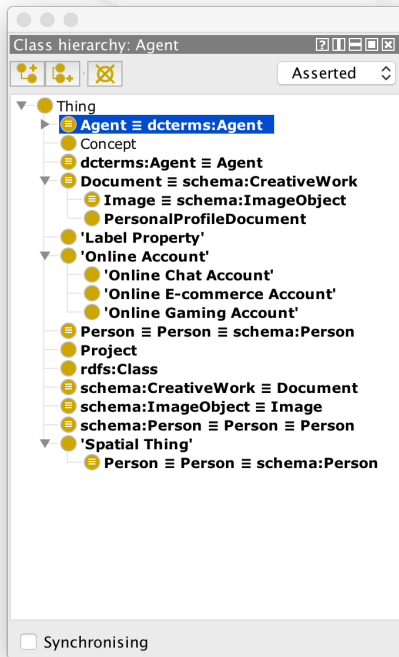 Class hierarchy: Agent
Asserted
Thing
Agent ≡ dcterms:Agent
Concept
dcterms:Agent ≡ Agent
Document ≡ schema:CreativeWork
Image ≡ schema:ImageObject
PersonalProfileDocument
'Label Property'
'Online Account'
'Online Chat Account'
'Online E-commerce Account'
'Online Gaming Account'
Person ≡ Person ≡ schema:Person
Project
rdfs:Class
schema:CreativeWork ≡ Document
schema:ImageObject ≡ Image
schema:Person ≡ Person ≡ Person
'Spatial Thing'
Person ≡ Person ≡ schema:Person
Synchronising